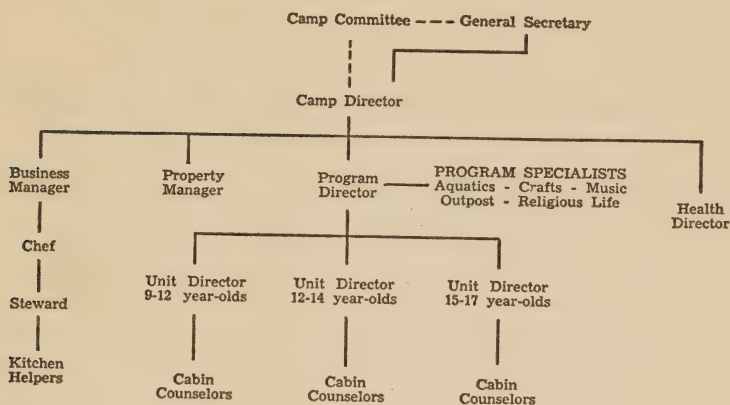 Camp Committee --- General Secretary
Camp Director
Business
Manager
Property
Manager
Program
Director
PROGRAM SPECIALISTS
Aquatics - Crafts - Music
Outpost - Religious Life
Health
Director
Chef
Steward
Kitchen
Helpers
Unit Director
9-12 year-olds
Unit Director
12-14 year-olds
Unit Director
15-17 year-olds
Cabin
Counselors
Cabin
Counselors
Cabin
Counselors